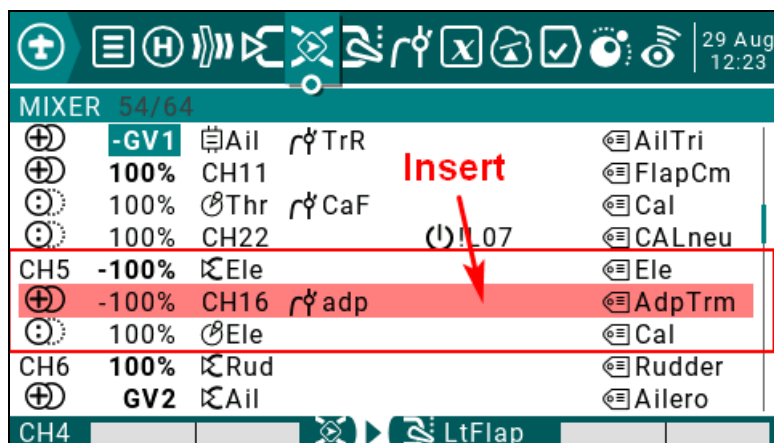 29 Aug
12:23
MIXER 54/64
-GV1 Ail TrR AilTri
100% CH11 FlapCm
Insert
100% Thr CaF Cal
100% CH22 !L07 CALneu
CH5 -100% Ele Ele
-100% CH16 adp AdpTrm
100% Ele Cal
CH6 100% Rud Rudder
GV2 Ail Ailero
CH4 LtFlap